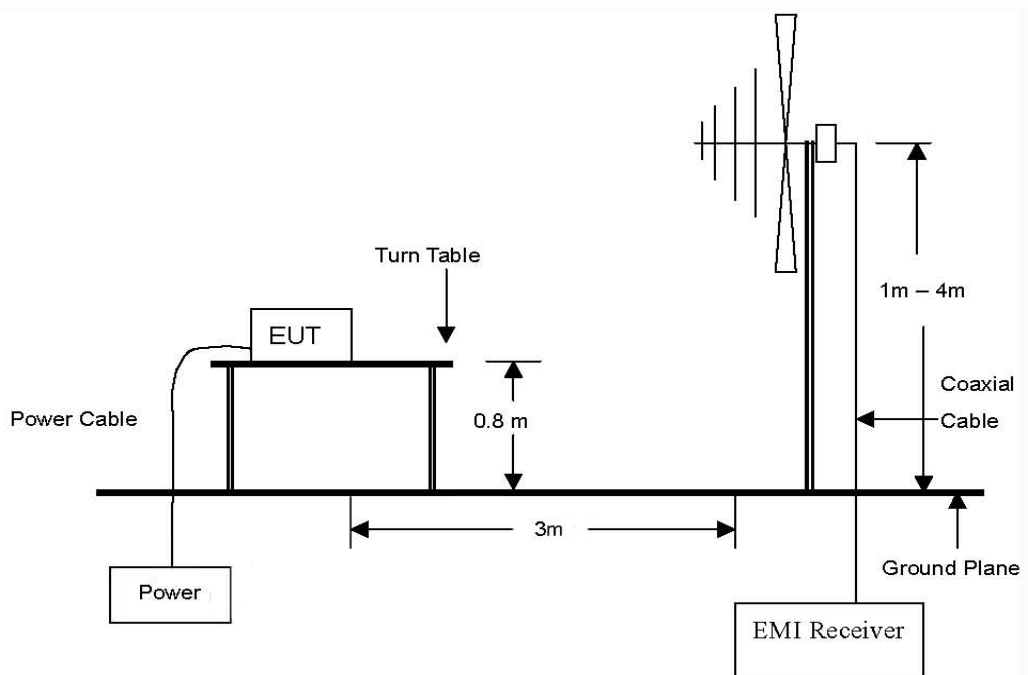 Turn Table
1m – 4m
EUT
Coaxial
Cable
Power Cable
0.8 m
3m
Ground Plane
Power
EMI Receiver